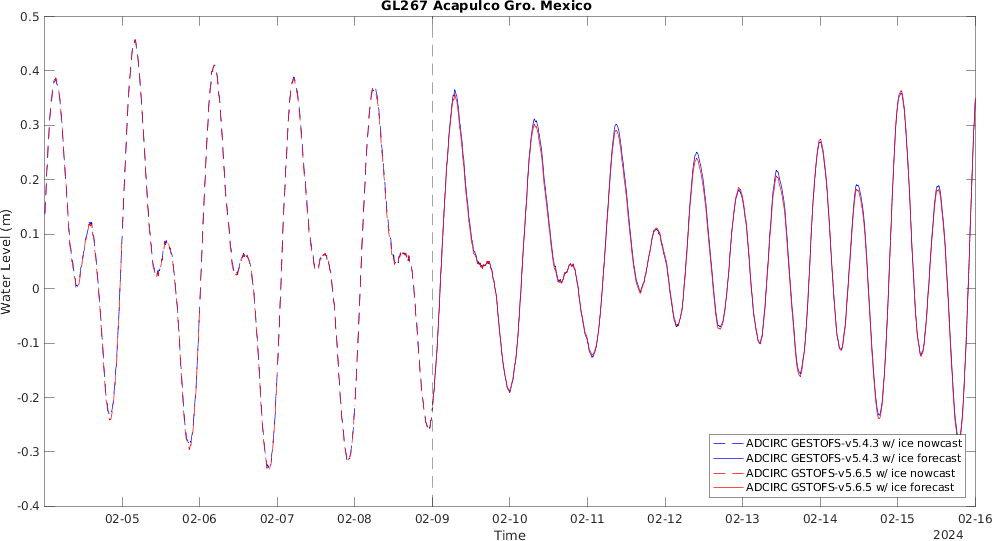 GL267 Acapulco Gro. Mexico
0.5
0.4
0.3
0.2
0.1
0
-0.1
-0.2
-0.3
-0.4
Water Level (m)
02-05 02-06 02-07 02-08 02-09 02-10 02-11 02-12 02-13 02-14 02-15 02-16
Time
2024
ADCIRC GESTOFS-v5.4.3 w/ ice nowcast
ADCIRC GESTOFS-v5.4.3 w/ ice forecast
ADCIRC GSTOFS-v5.6.5 w/ ice nowcast
ADCIRC GSTOFS-v5.6.5 w/ ice forecast